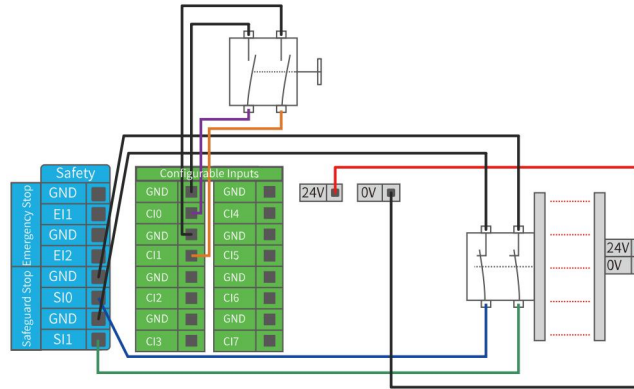 Safety
Emergency Stop
GND
EI1
GND
EI2
Safeguard Stop
GND
SI0
GND
SI1
Configurable Inputs
GND GND
CI0 CI4
GND GND
CI1 CI5
GND GND
CI2 CI6
GND GND
CI3 CI7
24V 0V
24V
0V